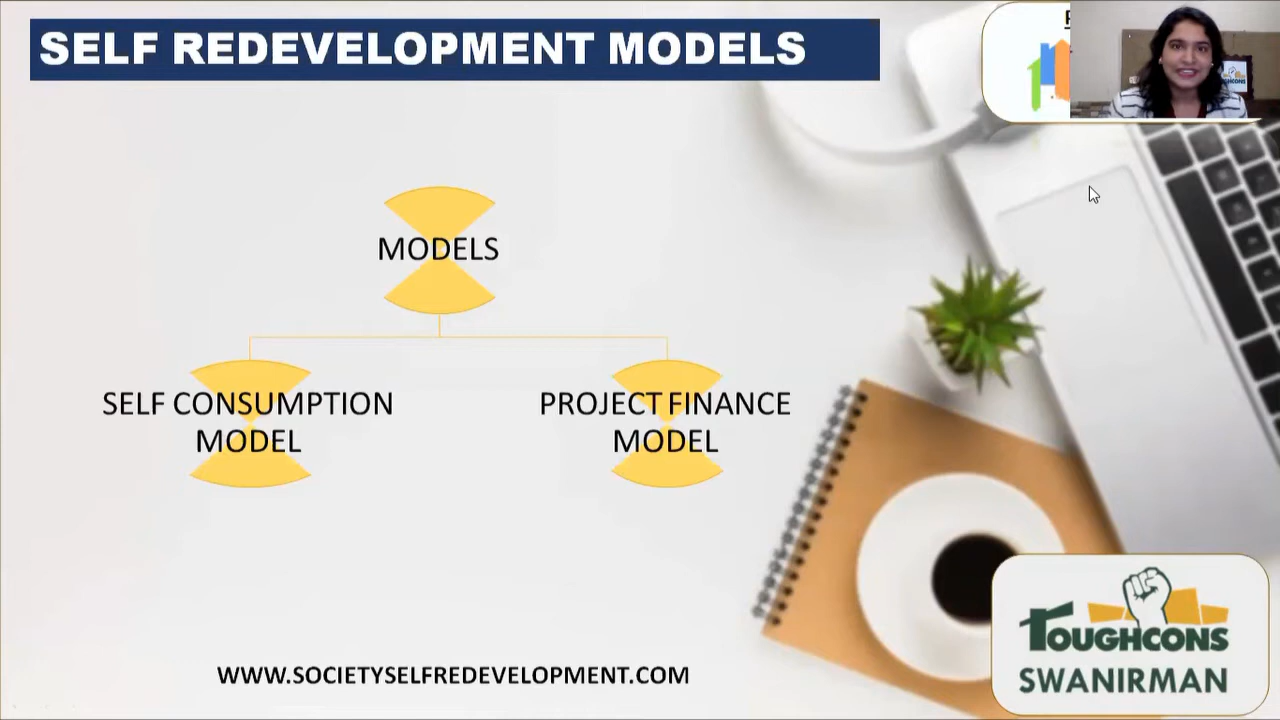 SELF REDEVELOPMENT MODELS
MODELS
SELF CONSUMPTION
MODEL
PROJECT FINANCE
MODEL
WWW.SOCIETYSELFREDEVELOPMENT.COM
TOUGHCONS
SWANIRMAN